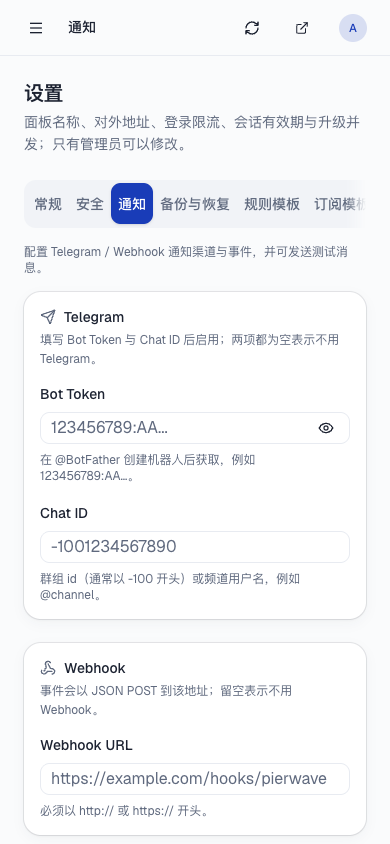 通知
A
设置
面板名称、对外地址、登录限流、会话有效期与升级并
发；只有管理员可以修改。
常规 安全 通知 备份与恢复 规则模板 订阅模板
配置 Telegram / Webhook 通知渠道与事件，并可发送测试消
息。
Telegram
填写 Bot Token 与 Chat ID 后启用；两项都为空表示不用
Telegram。
Bot Token
123456789:AA...
在 @BotFather 创建机器人后获取，例如
123456789:AA…。
Chat ID
-1001234567890
群组 id（通常以 -100 开头）或频道用户名，例如
@channel。
Webhook
事件会以 JSON POST 到该地址；留空表示不用
Webhook。
Webhook URL
https://example.com/hooks/pierwave
必须以 http:// 或 https:// 开头。